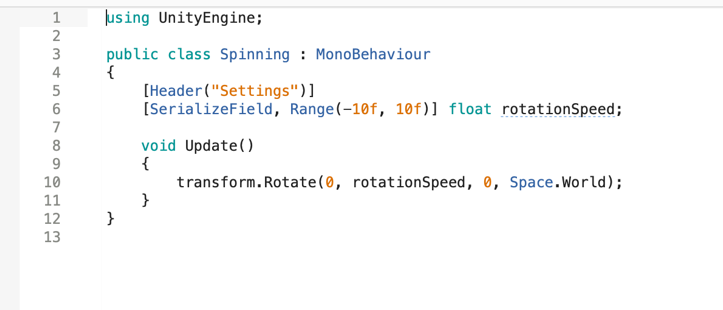 1 using UnityEngine;
2
3 public class Spinning : MonoBehaviour
4 {
5     [Header("Settings")]
6     [SerializeField, Range(-10f, 10f)] float rotationSpeed;
7
8     void Update()
9     {
10         transform.Rotate(0, rotationSpeed, 0, Space.World);
11     }
12 }
13